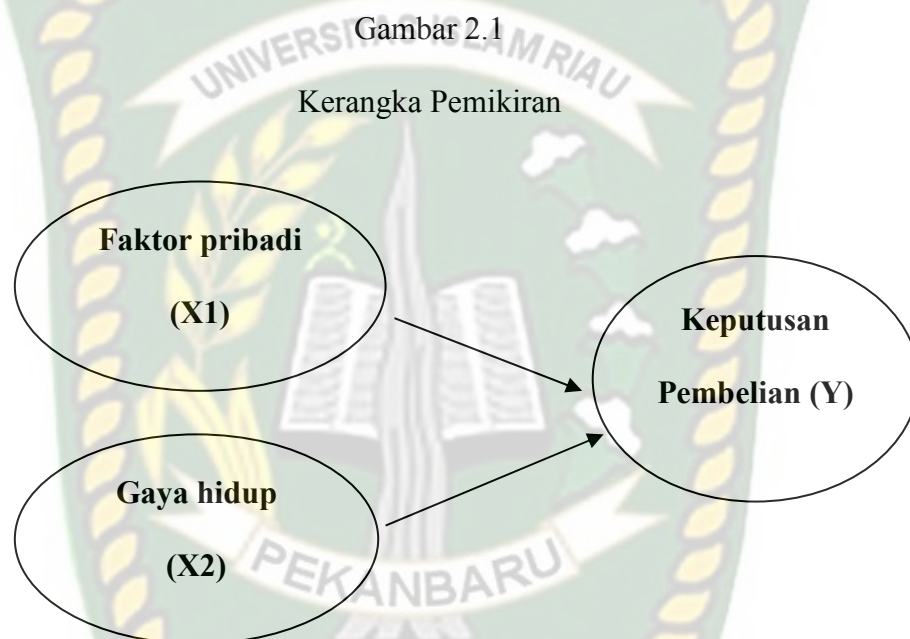 Gambar 2.1
UNIVERSITAS ISLAM RIAU
Kerangka Pemikiran
Faktor pribadi
(X1)
Keputusan
Pembelian (Y)
Gaya hidup
(X2)
PEKANBARU